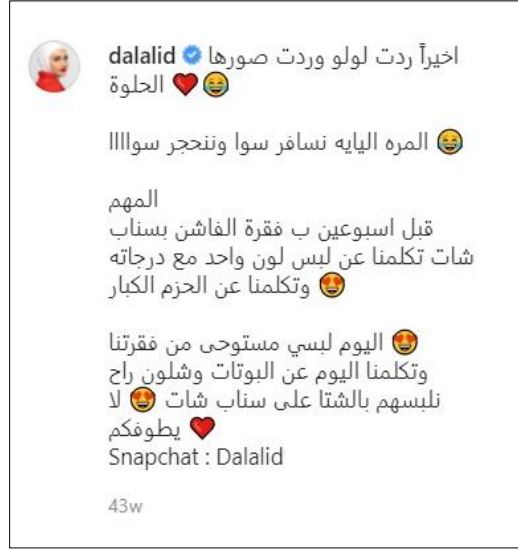 dalalid اخيراً ردت لولو وردت صورها
الحلوة ❤️😂
المره اليايه نسافر سوا وننحجر سواااا 😂
المهم
قبل اسبوعين ب فقرة الفاشن بسناب
شات تكلمنا عن لبس لون واحد مع درجاته
وتكلمنا عن الحزم الكبار 😍
اليوم لبسي مستوحى من فقرتنا 😍
وتكلمنا اليوم عن البوتات وشلون راح
نلبسهم بالشتا على سناب شات 😍 لا
يطوفكم ❤️
Snapchat : Dalalid
43w